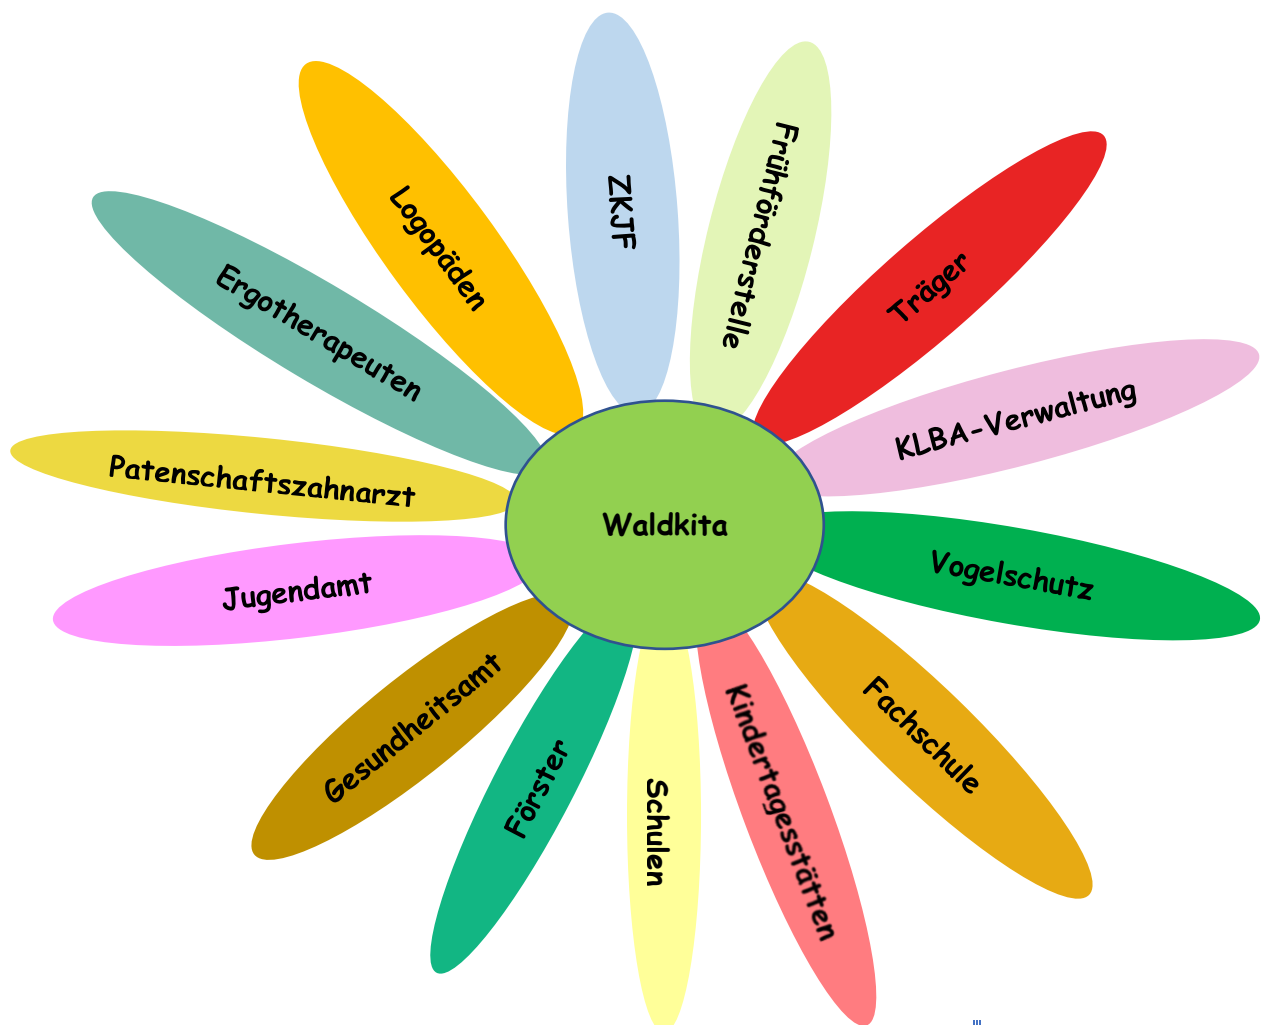 ZKJF
Frühförderstelle
Träger
KLBA-Verwaltung
Vogelschutz
Fachschule
Kindertagesstätten
Schulen
Förster
Gesundheitsamt
Jugendamt
Patenschaftszahnarzt
Ergotherapeuten
Logopäden
Waldkita